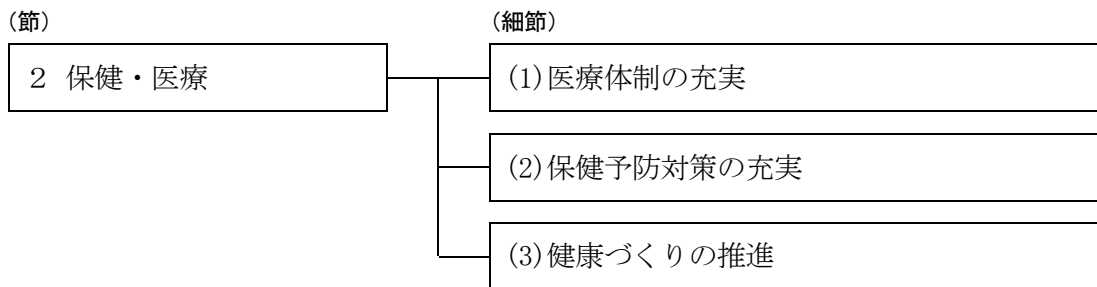 (節)
(細節)
２ 保健・医療
(1)医療体制の充実
(2)保健予防対策の充実
(3)健康づくりの推進